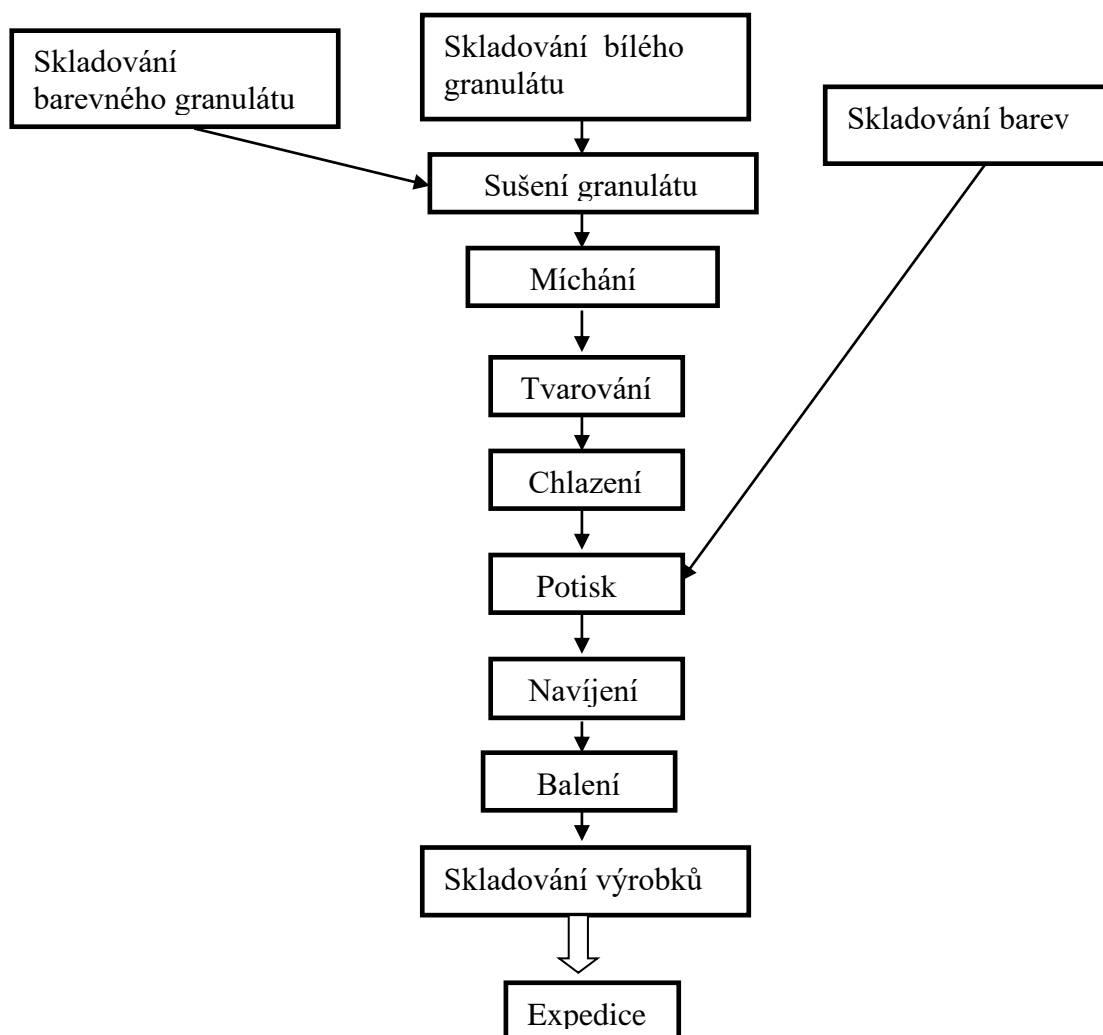 Skladování bílého
granulátu
Skladování
barevného granulátu
Skladování barev
Sušení granulátu
Míchání
Tvarování
Chlazení
Potisk
Navíjení
Balení
Skladování výrobků
Expedice